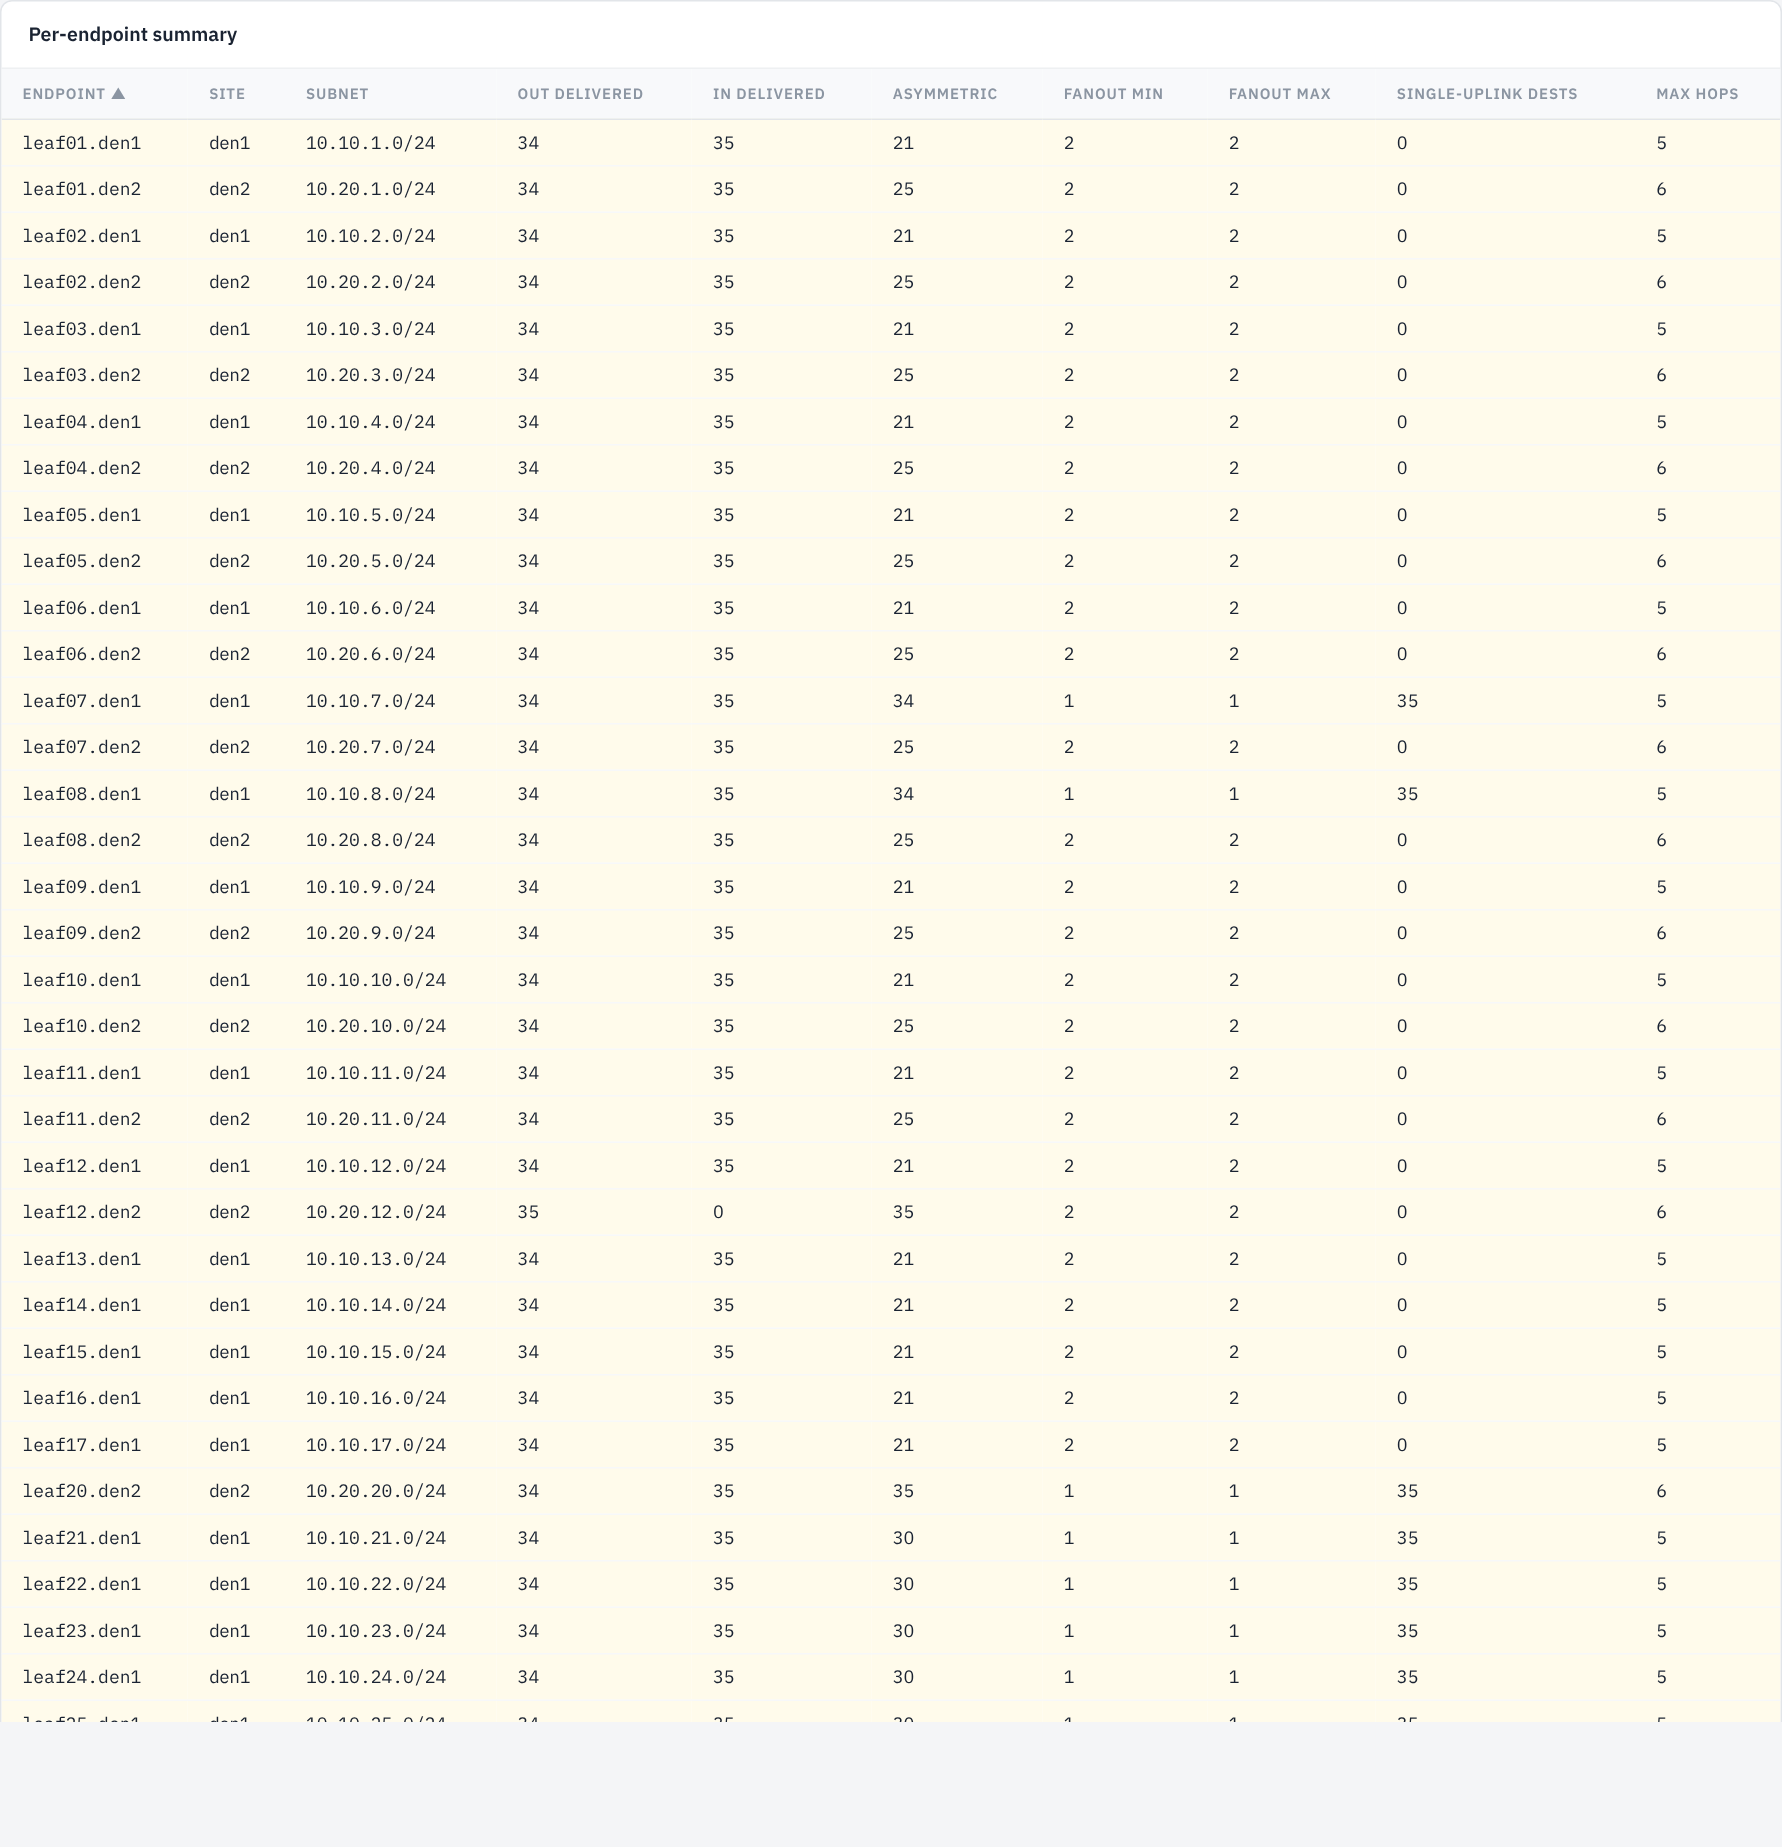 Per-endpoint summary
ENDPOINT ▲ SITE SUBNET OUT DELIVERED IN DELIVERED ASYMMETRIC FANOUT MIN FANOUT MAX SINGLE-UPLINK DESTS MAX HOPS
leaf01.den1 den1 10.10.1.0/24 34 35 21 2 2 0 5
leaf01.den2 den2 10.20.1.0/24 34 35 25 2 2 0 6
leaf02.den1 den1 10.10.2.0/24 34 35 21 2 2 0 5
leaf02.den2 den2 10.20.2.0/24 34 35 25 2 2 0 6
leaf03.den1 den1 10.10.3.0/24 34 35 21 2 2 0 5
leaf03.den2 den2 10.20.3.0/24 34 35 25 2 2 0 6
leaf04.den1 den1 10.10.4.0/24 34 35 21 2 2 0 5
leaf04.den2 den2 10.20.4.0/24 34 35 25 2 2 0 6
leaf05.den1 den1 10.10.5.0/24 34 35 21 2 2 0 5
leaf05.den2 den2 10.20.5.0/24 34 35 25 2 2 0 6
leaf06.den1 den1 10.10.6.0/24 34 35 21 2 2 0 5
leaf06.den2 den2 10.20.6.0/24 34 35 25 2 2 0 6
leaf07.den1 den1 10.10.7.0/24 34 35 34 1 1 35 5
leaf07.den2 den2 10.20.7.0/24 34 35 25 2 2 0 6
leaf08.den1 den1 10.10.8.0/24 34 35 34 1 1 35 5
leaf08.den2 den2 10.20.8.0/24 34 35 25 2 2 0 6
leaf09.den1 den1 10.10.9.0/24 34 35 21 2 2 0 5
leaf09.den2 den2 10.20.9.0/24 34 35 25 2 2 0 6
leaf10.den1 den1 10.10.10.0/24 34 35 21 2 2 0 5
leaf10.den2 den2 10.20.10.0/24 34 35 25 2 2 0 6
leaf11.den1 den1 10.10.11.0/24 34 35 21 2 2 0 5
leaf11.den2 den2 10.20.11.0/24 34 35 25 2 2 0 6
leaf12.den1 den1 10.10.12.0/24 34 35 21 2 2 0 5
leaf12.den2 den2 10.20.12.0/24 35 0 35 2 2 0 6
leaf13.den1 den1 10.10.13.0/24 34 35 21 2 2 0 5
leaf14.den1 den1 10.10.14.0/24 34 35 21 2 2 0 5
leaf15.den1 den1 10.10.15.0/24 34 35 21 2 2 0 5
leaf16.den1 den1 10.10.16.0/24 34 35 21 2 2 0 5
leaf17.den1 den1 10.10.17.0/24 34 35 21 2 2 0 5
leaf20.den2 den2 10.20.20.0/24 34 35 35 1 1 35 6
leaf21.den1 den1 10.10.21.0/24 34 35 30 1 1 35 5
leaf22.den1 den1 10.10.22.0/24 34 35 30 1 1 35 5
leaf23.den1 den1 10.10.23.0/24 34 35 30 1 1 35 5
leaf24.den1 den1 10.10.24.0/24 34 35 30 1 1 35 5